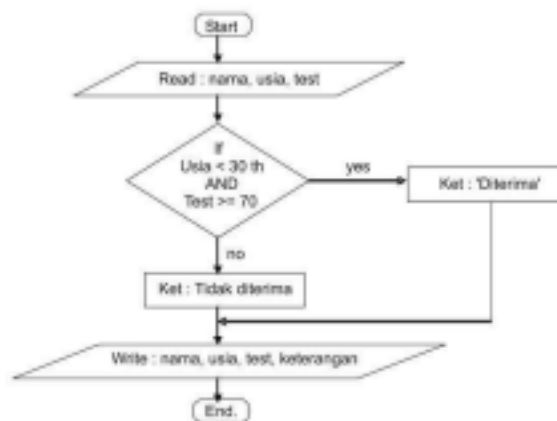 Start
Read : nama, usia, test
If
Usia < 30 th
AND
Test >= 70
yes
Ket : 'Diterima'
no
Ket : Tidak diterima
Write : nama, usia, test, keterangan
End.